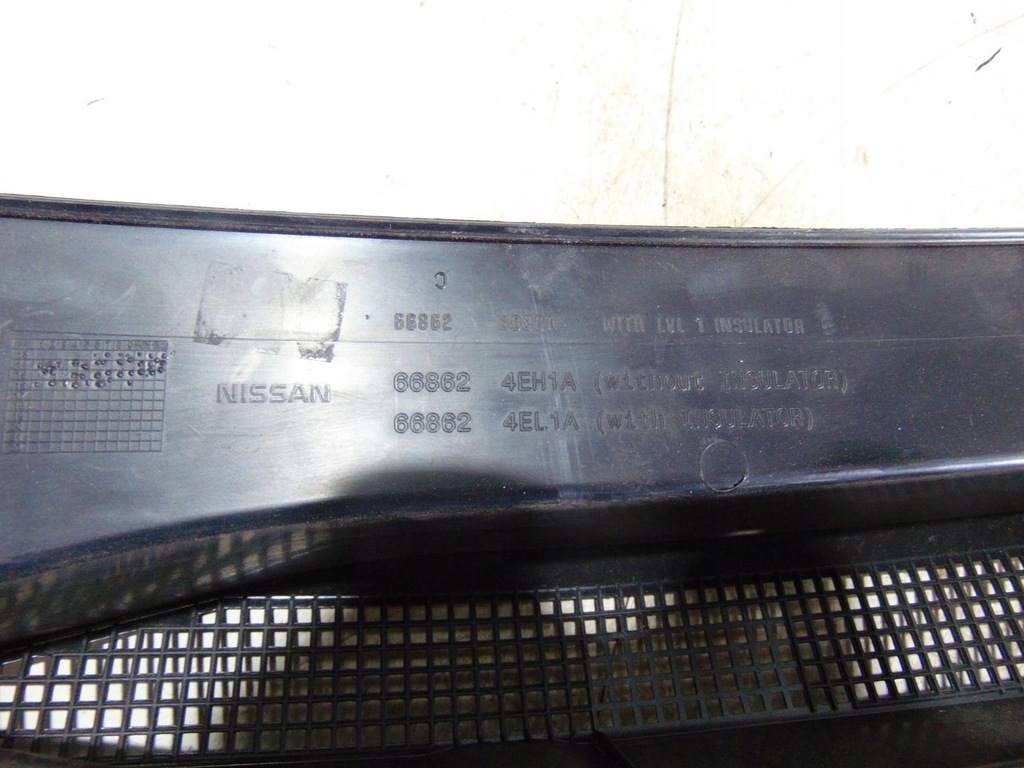 C
66862 WITH LVL 1 INSULATOR
NISSAN
66862 4EH1A (without INSULATOR)
66862 4EL1A (with INSULATOR)